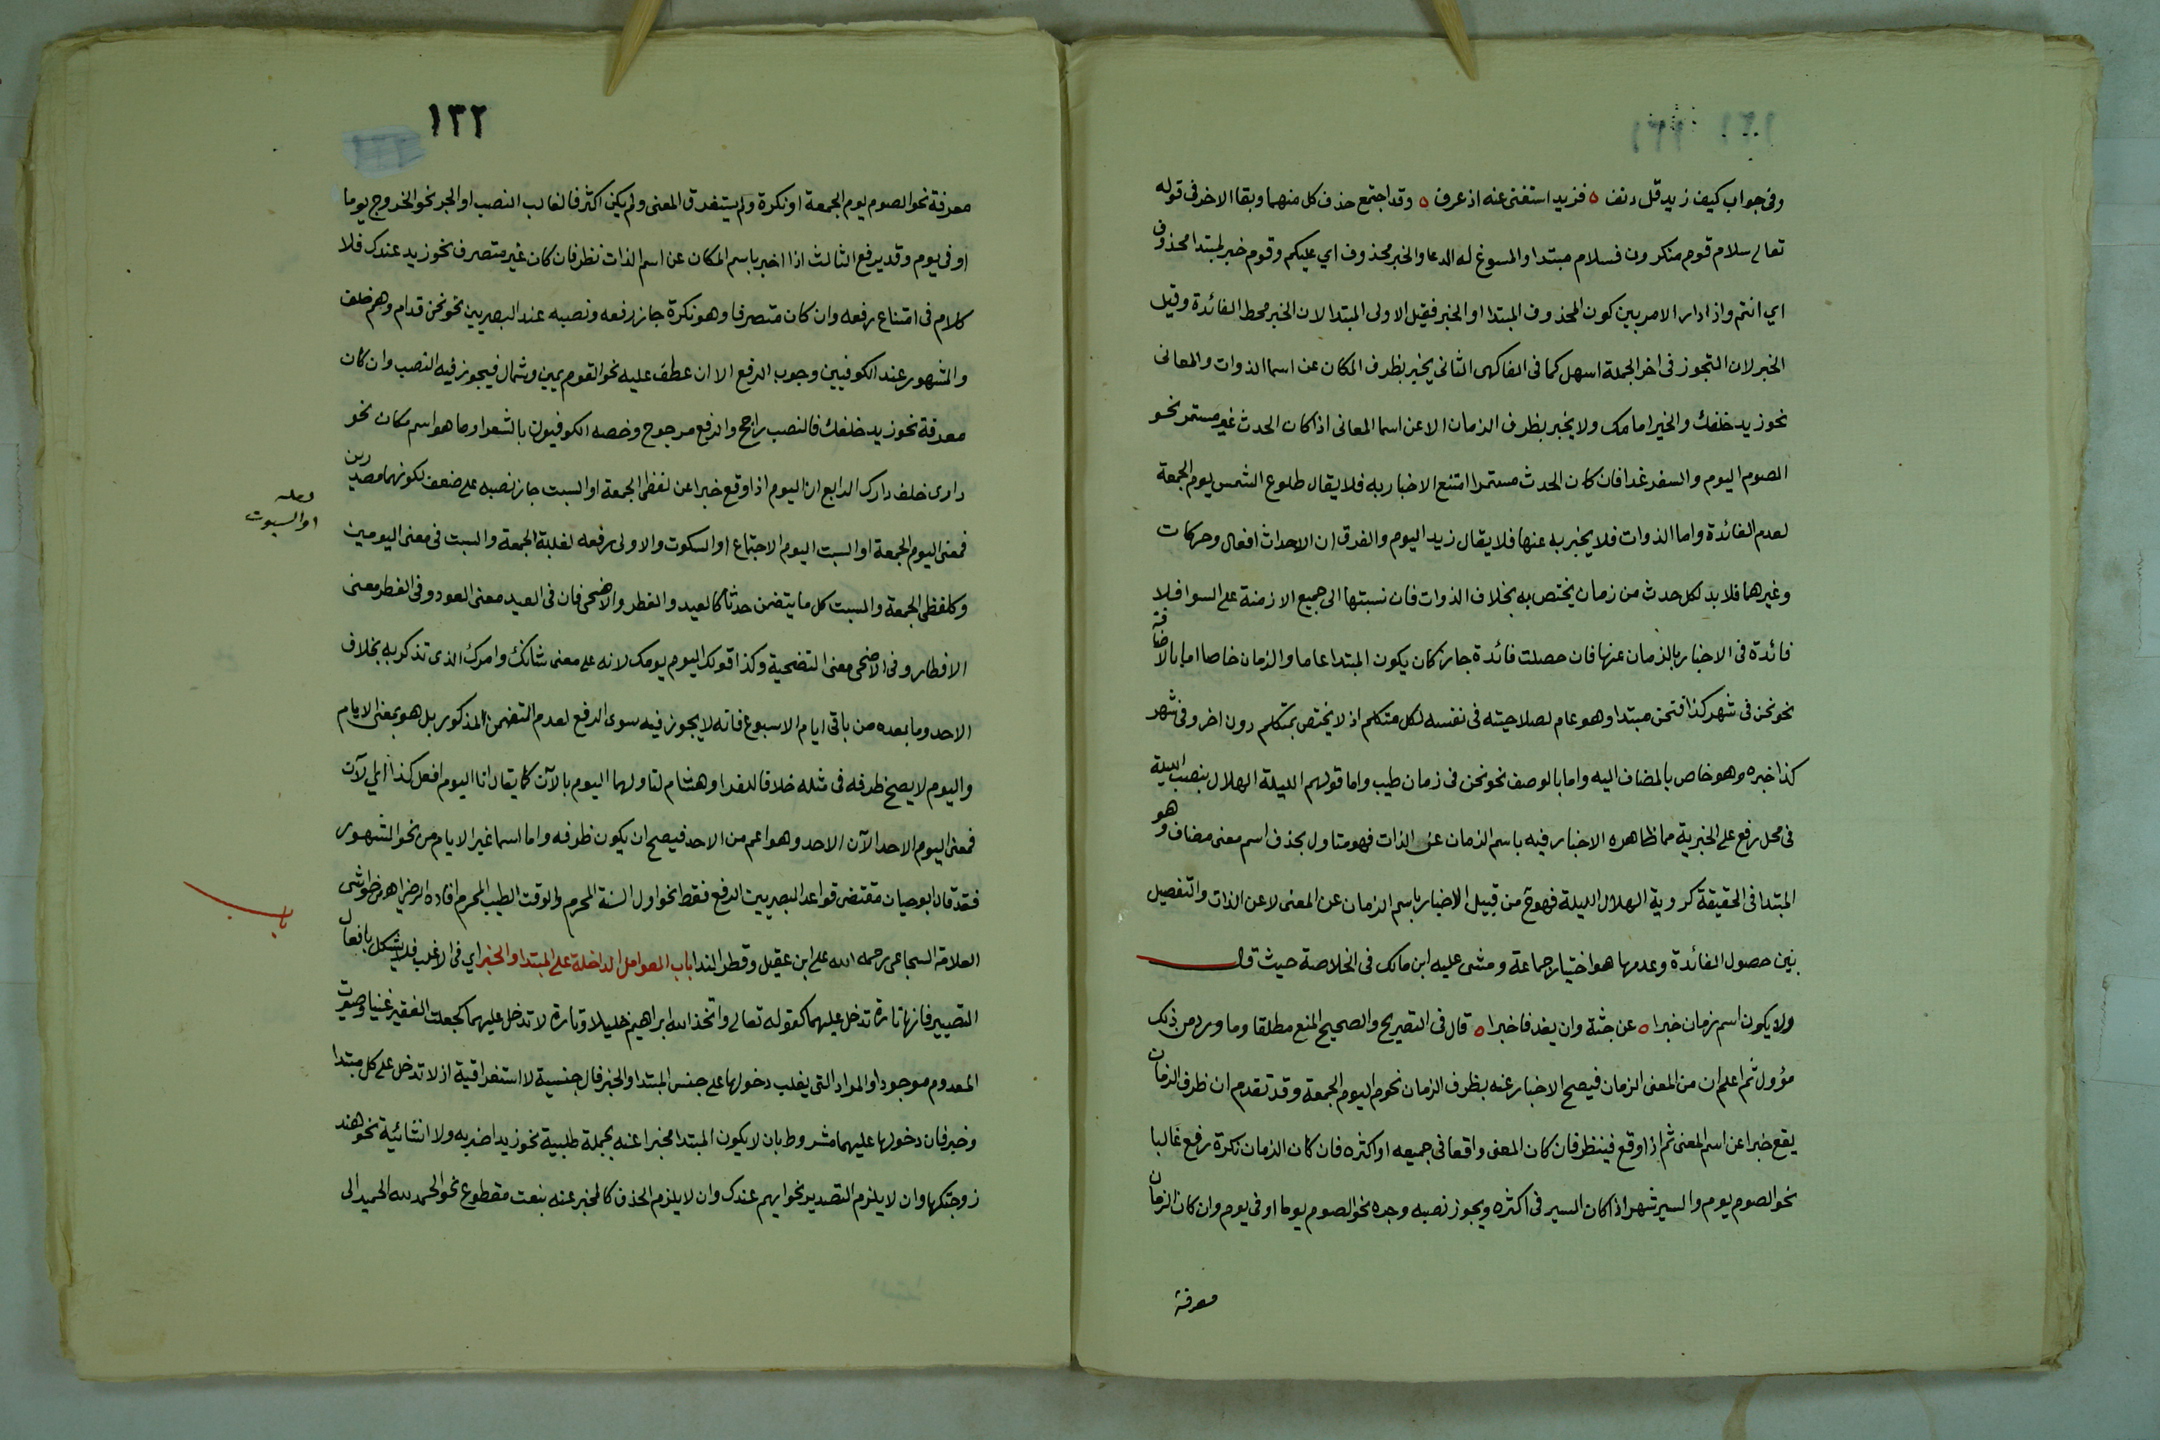 وفي جواب كيف زيد قل دنف ه فزيد استغنى عنه اذ عرف ه وقد اجتمع حذف كل منهما وبقا الاخر في قوله
تعالى سلام قوم منكرون فسلام مبتدا والمسوغ له الدعا والخبر محذوف اي عليكم وقوم خبر لمبتدا محذوف
اي انتم واذا دار الامر بين كون المحذوف المبتدا او الخبر فقيل الاولى المبتدا لان الخبر محط الفائدة وقيل
الخبر لان التجوز في اخر الجملة اسهل كما في الفاكهي الثاني يخبر بظرف المكان عن اسما الذوات والمعاني
نحو زيد خلفك والخير امامك ولا يخبر بظرف الزمان الا عن اسما المعاني اذا كان الحدث غير مستمر نحو
الصوم اليوم والسفر غدا فان كان الحدث مستمرا امتنع الاخبار به فلا يقال طلوع الشمس يوم الجمعة
لعدم الفائدة واما الذوات فلا يخبر به عنها فلا يقال زيد اليوم والفرق ان الاحداث افعال وحركات
وغيرها فلا بد لكل حدث من زمان يختص به بخلاف الذوات فان نسبتها الى جميع الازمنة على السوا فلا
فائدة في الاخبار بالزمان عنها فان حصلت فائدة جاز كان يكون المبتدا عاما والزمان خاصا اما بالاضافة
نحو نحن في شهر كذا فنحن مبتدا وهو عام لصلاحيته في نفسه لكل متكلم اذ لا يختص بمتكلم دون اخر وفي شهر
كذا خبره وهو خاص بالمضاف اليه واما بالوصف نحو نحن في زمان طيب واما قولهم الليلة الهلال بنصب الليلة
في محل رفع على الخبرية مما ظاهره الاخبار فيه باسم الزمان عن الذات فهو متاول بحذف اسم معنى مضاف وهو
المبتدا في الحقيقة كروية الهلال الليلة فهو ح من قبيل الاخبار باسم الزمان عن المعنى لا عن الذات والتفصيل
بين حصول الفائدة وعدمها هو اختيار جماعة ومشى عليه ابن مالك في الخلاصة حيث قال
ولا يكون اسم زمان خبرا ه عن جثة وان يفد فاخبرا ه قال في التصريح والصحيح المنع مطلقا وما ورد من ذلك
مؤول ثم اعلم ان من المعنى الزمان فيصح الاخبار عنه بظرف الزمان نحو اليوم الجمعة وقد تقدم ان ظرف الزمان
يقع خبرا عن اسم المعنى ثم اذا وقع فينظر فان كان المعنى واقعا في جميعه او اكثره فان كان الزمان نكرة رفع غالبا
نحو الصوم يوم والسير شهر اذا كان السير في اكثره ويجوز نصبه وجره نحو الصوم يوما او في يوم وان كان الزمان
معرفة
١٣٢
معرفة نحو الصوم يوم الجمعة او نكرة ولم يستغرق المعنى ولم يكن اكثر فالغالب النصب او الجر نحو الخروج يوما
او في يوم وقد يرفع الثالث اذا اخبر باسم المكان عن اسم الذات نظر فان كان غير متصرف نحو زيد عندك فلا
كلام في امتناع رفعه وان كان متصرفا وهو نكرة جاز رفعه ونصبه عند البصريين نحو نحن قدام وهم خلف
والمشهور عند الكوفيين وجوب الرفع الا ان عطف عليه نحو القوم يمين وشمال فيجوز فيه النصب وان كان
معرفة نحو زيد خلفك فالنصب راجح والرفع مرجوح وخصه الكوفيون بالشعر او ما هو اسم مكان نحو
داري خلف دارك الرابع ان اليوم اذا وقع خبرا عن لفظي الجمعة او السبت جاز نصبه على ضعف لكونهما مصدرين
فمعنى اليوم الجمعة او السبت اليوم الاجتماع او السكوت والاولى رفعه لغلبة الجمعة والسبت في معنى اليومين
لعله
او السبوت
وكلفظي الجمعة والسبت كل ما يتضمن حدثا كالعيد والفطر والاضحى فان في العيد معنى العود وفي الفطر معنى
الافطار وفي الاضحى معنى التضحية وكذا قولك اليوم يومك لانه على معنى شانك وامرك الذي تذكر به بخلاف
الاحد وما بعده من باقي ايام الاسبوع فانه لا يجوز فيه سوى الرفع لعدم التضمن المذكور بل هو بمعنى الايام
واليوم لا يصح ظرفه في مثله خلافا للفرا وهشام لتاولهما اليوم بالآن كما يقال انا اليوم افعل كذا اي الآن
فمعنى اليوم الاحد الآن الاحد وهو اعم من الاحد فيصح ان يكون ظرفه واما اسما غير الايام من نحو الشهور
فقد قال ابو حيان مقتضى قواعد البصريين الرفع فقط نحو اول السنة المحرم والوقت الطيب المحرم افاده الرضي اه من حواشي
العلامة السجاعي رحمه الله على ابن عقيل وقطر الندا باب العوامل الداخلة على المبتدا والخبر اي في الاغلب فلا يشكل بافعال
باب
التصيير فانها تارة تدخل عليهما كقوله تعالى واتخذ الله ابراهيم خليلا وتارة لا تدخل عليهما كجعلت الفقير غنيا وصيرت
المعدوم موجودا والمراد التي يغلب دخولها على جنس المبتدا والخبر فال جنسية لا استغراقية اذ لا تدخل على كل مبتدا
وخبر فان دخولها عليهما مشروط بان لا يكون المبتدا مخبرا عنه بجملة طلبية نحو زيد اضربه ولا انشائية نحو هند
زوجتكها وان لا يلزم التصدير نحو ايهم عندك وان لا يلزم الحذف كالمخبر عنه بنعت مقطوع نحو الحمد لله الحميد الى